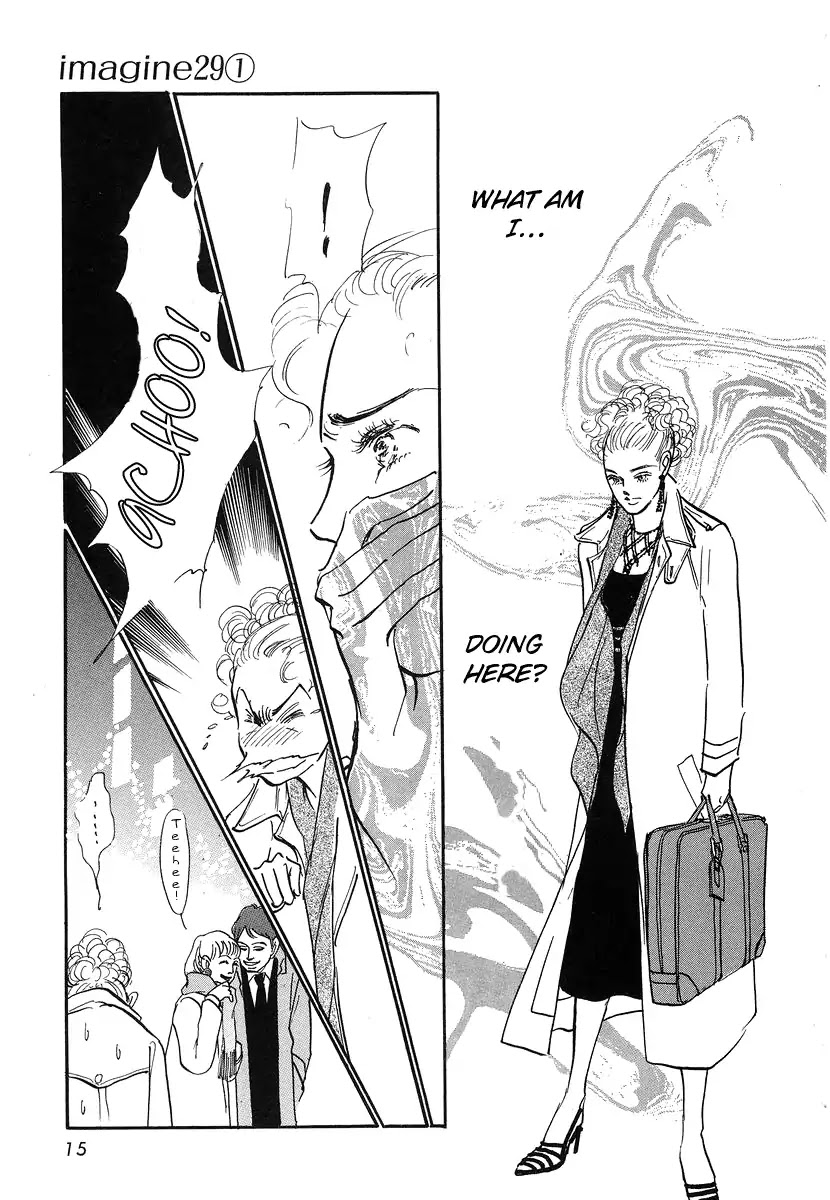 imagine29①
WHAT AM
I...
DOING
HERE?
!
ACHOO!
Teehee!
.....
15